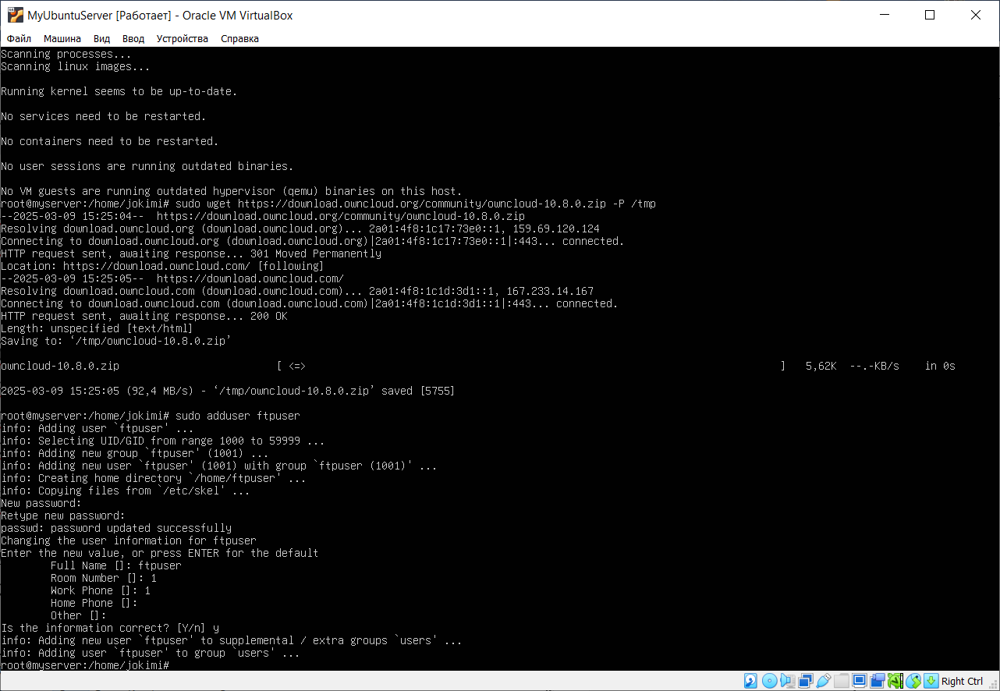 MyUbuntuServer [Работает] - Oracle VM VirtualBox
Файл Машина Вид Ввод Устройства Справка
Scanning processes...
Scanning linux images...
Running kernel seems to be up-to-date.
No services need to be restarted.
No containers need to be restarted.
No user sessions are running outdated binaries.
No VM guests are running outdated hypervisor (qemu) binaries on this host.
root@myserver:/home/jokimi# sudo wget https://download.owncloud.org/community/owncloud-10.8.0.zip -P /tmp
--2025-03-09 15:25:04--  https://download.owncloud.org/community/owncloud-10.8.0.zip
Resolving download.owncloud.org (download.owncloud.org)... 2a01:4f8:1c17:73e0::1, 159.69.120.124
Connecting to download.owncloud.org (download.owncloud.org)|2a01:4f8:1c17:73e0::1|:443... connected.
HTTP request sent, awaiting response... 301 Moved Permanently
Location: https://download.owncloud.com/ [following]
--2025-03-09 15:25:05--  https://download.owncloud.com/
Resolving download.owncloud.com (download.owncloud.com)... 2a01:4f8:1c1d:3d1::1, 167.233.14.167
Connecting to download.owncloud.com (download.owncloud.com)|2a01:4f8:1c1d:3d1::1|:443... connected.
HTTP request sent, awaiting response... 200 OK
Length: unspecified [text/html]
Saving to: ‘/tmp/owncloud-10.8.0.zip’
owncloud-10.8.0.zip [ <=> ] 5,62K --.-KB/s in 0s
2025-03-09 15:25:05 (92,4 MB/s) - ‘/tmp/owncloud-10.8.0.zip’ saved [5755]
root@myserver:/home/jokimi# sudo adduser ftpuser
info: Adding user `ftpuser' ...
info: Selecting UID/GID from range 1000 to 59999 ...
info: Adding new group `ftpuser' (1001) ...
info: Adding new user `ftpuser' (1001) with group `ftpuser (1001)' ...
info: Creating home directory `/home/ftpuser' ...
info: Copying files from `/etc/skel' ...
New password:
Retype new password:
passwd: password updated successfully
Changing the user information for ftpuser
Enter the new value, or press ENTER for the default
Full Name []: ftpuser
Room Number []: 1
Work Phone []: 1
Home Phone []:
Other []:
Is the information correct? [Y/n] y
info: Adding new user `ftpuser' to supplemental / extra groups `users' ...
info: Adding user `ftpuser' to group `users' ...
root@myserver:/home/jokimi#
Right Ctrl